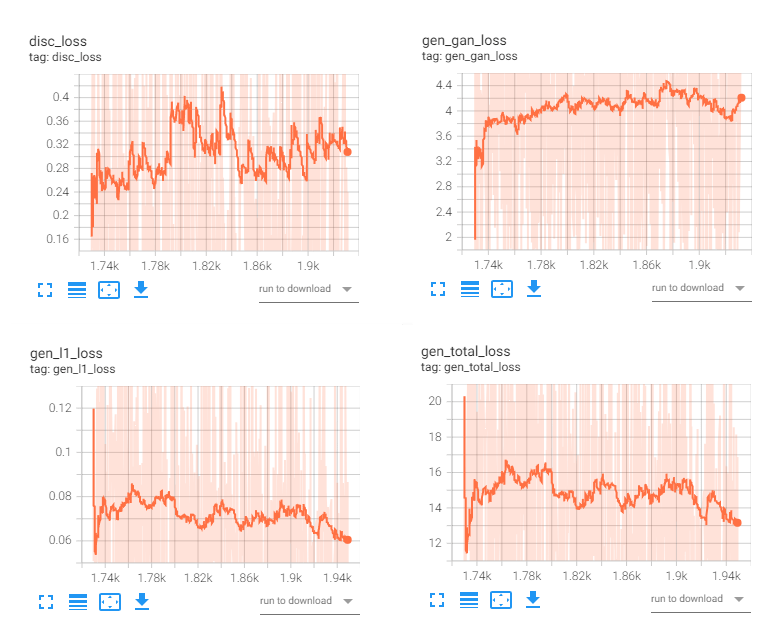 disc_loss
tag: disc_loss
0.4
0.36
0.32
0.28
0.24
0.2
0.16
1.74k 1.78k 1.82k 1.86k 1.9k
run to download
gen_gan_loss
tag: gen_gan_loss
4.4
4
3.6
3.2
2.8
2.4
2
1.74k 1.78k 1.82k 1.86k 1.9k
run to download
gen_l1_loss
tag: gen_l1_loss
0.12
0.1
0.08
0.06
1.74k 1.78k 1.82k 1.86k 1.9k 1.94k
run to download
gen_total_loss
tag: gen_total_loss
20
18
16
14
12
1.74k 1.78k 1.82k 1.86k 1.9k 1.94k
run to download